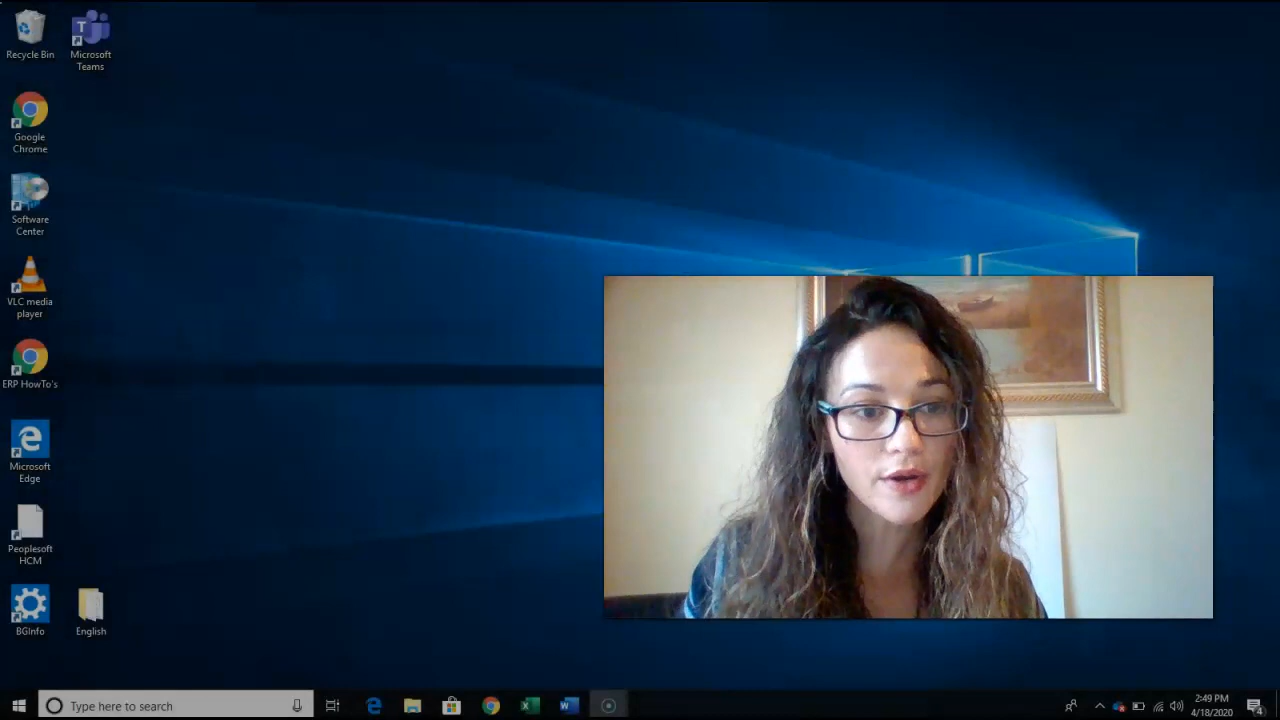 Recycle Bin
Microsoft
Teams
Google
Chrome
Software
Center
VLC media
player
ERP HowTo's
Microsoft
Edge
Peoplesoft
HCM
BGInfo
English
Type here to search
2:49 PM
4/18/2020
4